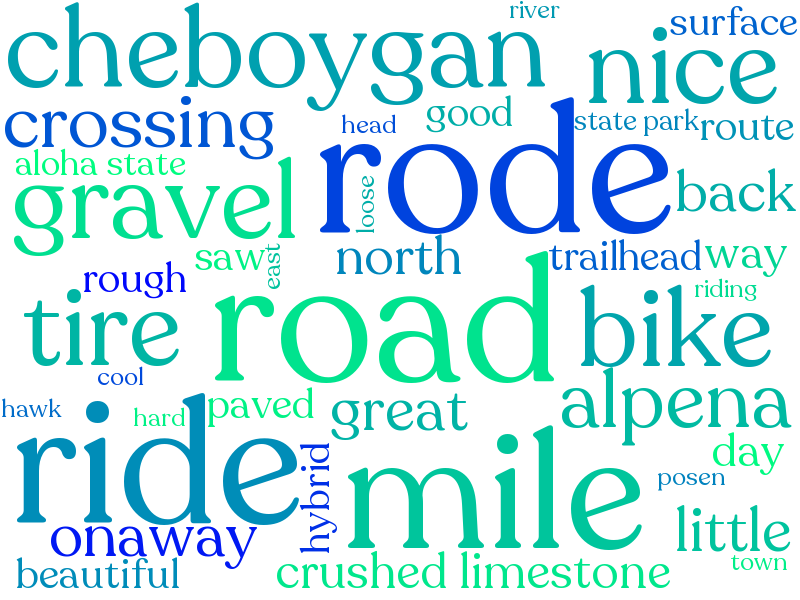 river
surface
cheboygan
nice
crossing
head
good
state park
route
aloha state
rode
gravel
loose
back
saw
east
north
trailhead
way
rough
tire
road
riding
bike
cool
hawk
hard
paved
great
alpena
ride
hybrid
mile
day
posen
onaway
little
beautiful
crushed limestone
town